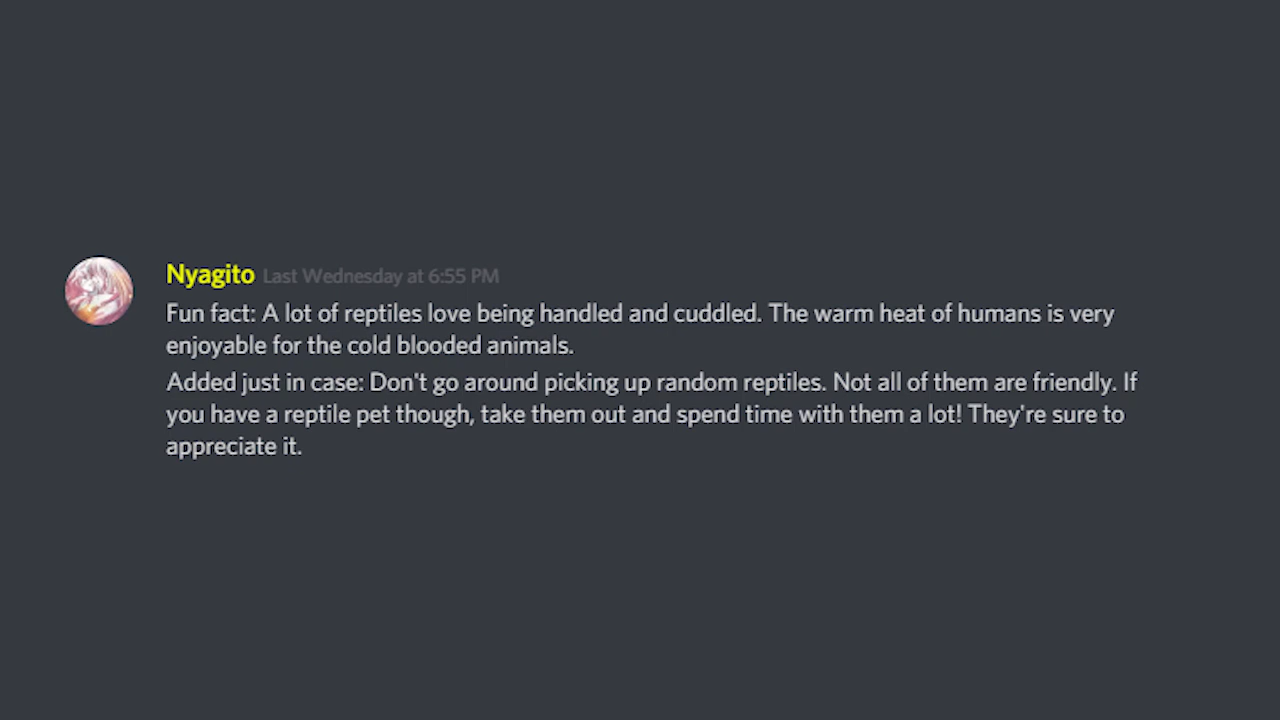 Nyagito Last Wednesday at 6:55 PM
Fun fact: A lot of reptiles love being handled and cuddled. The warm heat of humans is very
enjoyable for the cold blooded animals.
Added just in case: Don't go around picking up random reptiles. Not all of them are friendly. If
you have a reptile pet though, take them out and spend time with them a lot! They're sure to
appreciate it.